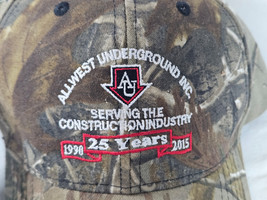 ALLWEST UNDERGROUND INC.
AU
SERVING THE
CONSTRUCTION INDUSTRY
25 Years
1990 2015